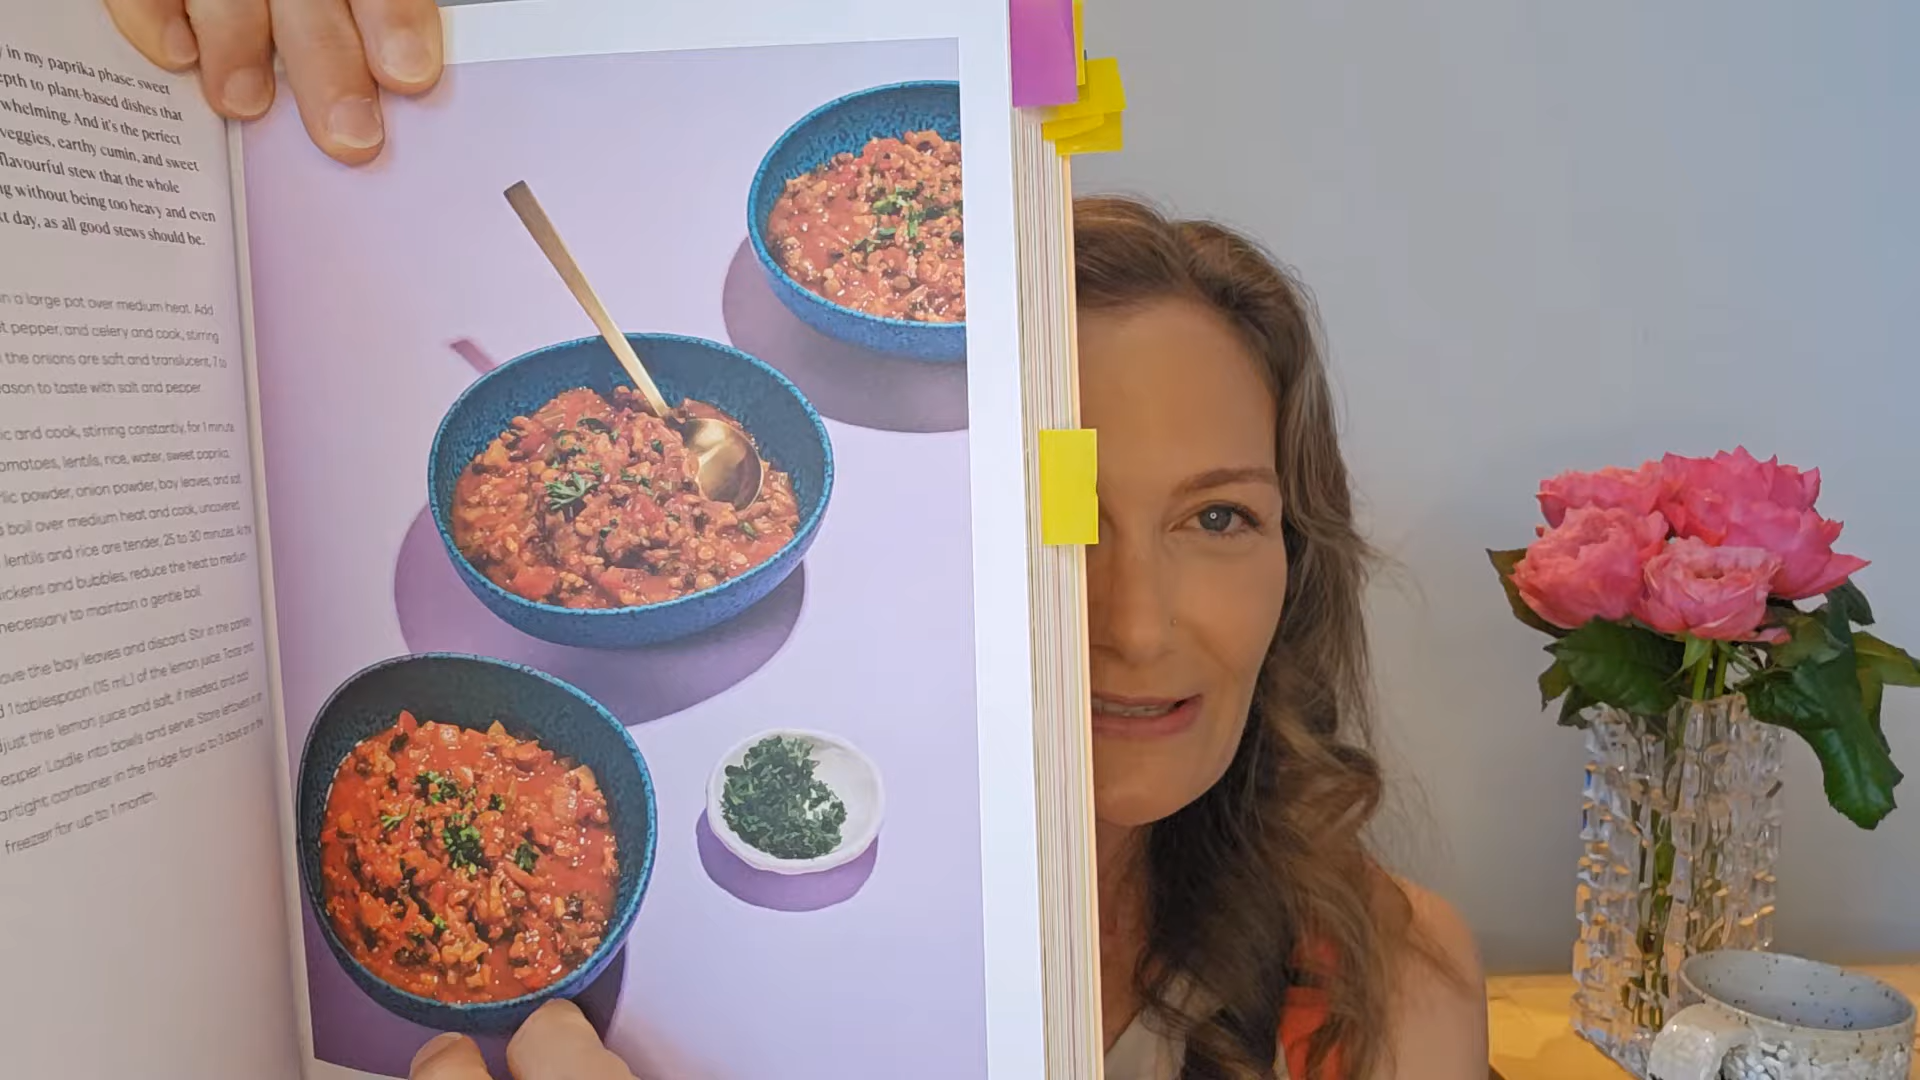 in my paprika phase: sweet
depth to plant-based dishes that
whelming. And it's the perfect
veggies, earthy cumin, and sweet
flavourful stew that the whole
ng without being too heavy and even
xt day, as all good stews should be.
in a large pot over medium heat. Add
et pepper, and celery and cook, stirring
the onions are soft and translucent, 7 to
eason to taste with salt and pepper.
ic and cook, stirring constantly, for 1 minute
omatoes, lentils, rice, water, sweet paprika,
lic powder, onion powder, bay leaves, and salt
boil over medium heat and cook, uncovered
lentils and rice are tender, 25 to 30 minutes. As the
ickens and bubbles, reduce the heat to medium-
necessary to maintain a gentle boil.
ove the bay leaves and discard. Stir in the parsley
d 1 tablespoon (15 mL) of the lemon juice. Taste and
djust the lemon juice and salt, if needed, and add
epper. Ladle into bowls and serve. Store leftovers in an
airtight container in the fridge for up to 3 days or in the
freezer for up to 1 month.